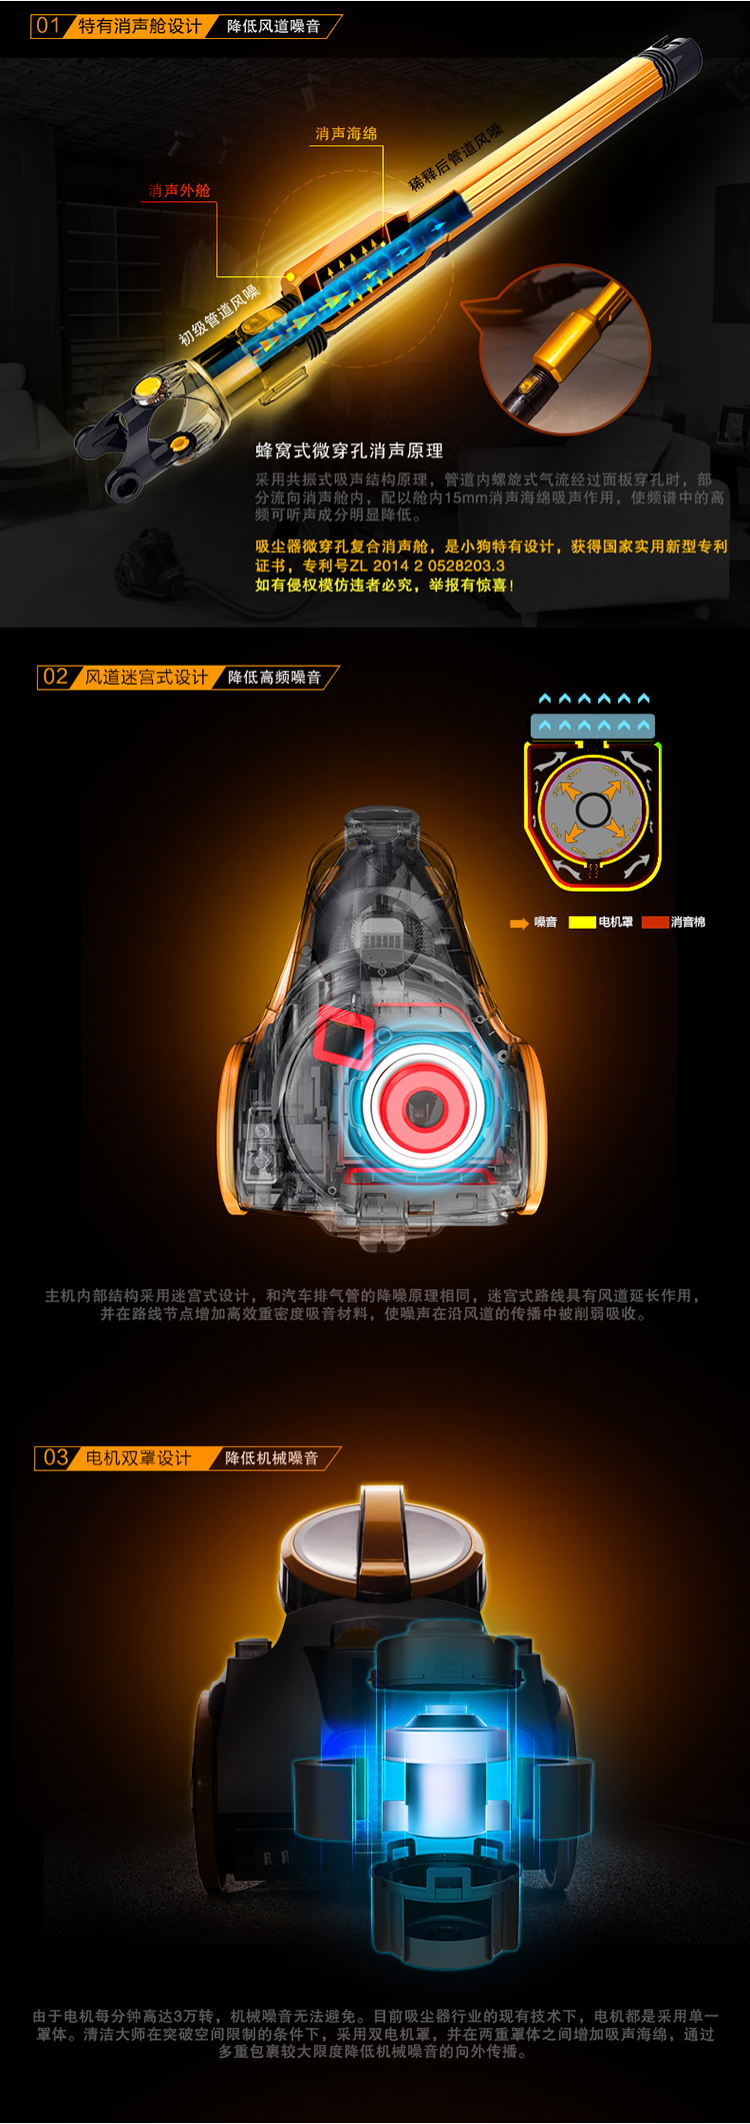 01 特有消声舱设计 降低风道噪音
消声海绵
稀释后管道风噪
消声外舱
初级管道风噪
蜂窝式微穿孔消声原理
采用共振式吸声结构原理，管道内螺旋式气流经过面板穿孔时，部
分流向消声舱内，配以舱内15mm消声海绵吸声作用，使频谱中的高
频可听声成分明显降低。
吸尘器微穿孔复合消声舱，是小狗特有设计，获得国家实用新型专利
证书，专利号ZL 2014 2 0528203.3
如有侵权模仿违者必究，举报有惊喜！
02 风道迷宫式设计 降低高频噪音
噪音 电机罩 消音棉
主机内部结构采用迷宫式设计，和汽车排气管的降噪原理相同，迷宫式路线具有风道延长作用，
并在路线节点增加高效重密度吸音材料，使噪声在沿风道的传播中被削弱吸收。
03 电机双罩设计 降低机械噪音
由于电机每分钟高达3万转，机械噪音无法避免。目前吸尘器行业的现有技术下，电机都是采用单一
罩体。清洁大师在突破空间限制的条件下，采用双电机罩，并在两重罩体之间增加吸声海绵，通过
多重包裹较大限度降低机械噪音的向外传播。